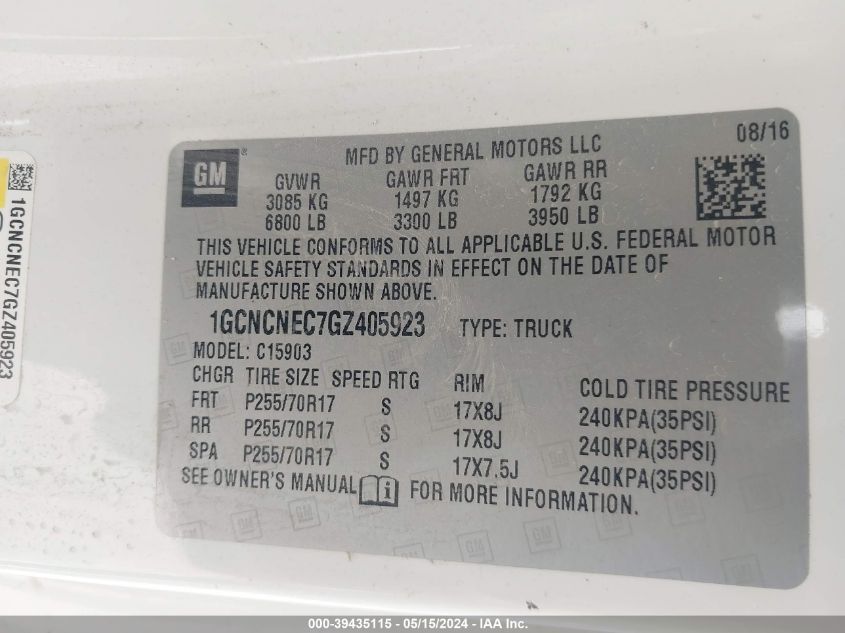 08/16
GM
MFD BY GENERAL MOTORS LLC
GVWR GAWR FRT GAWR RR
3085 KG 1497 KG 1792 KG
6800 LB 3300 LB 3950 LB
THIS VEHICLE CONFORMS TO ALL APPLICABLE U.S. FEDERAL MOTOR
VEHICLE SAFETY STANDARDS IN EFFECT ON THE DATE OF
MANUFACTURE SHOWN ABOVE.
1GCNCNEC7GZ405923 TYPE: TRUCK
MODEL: C15903
CHGR TIRE SIZE SPEED RTG RIM COLD TIRE PRESSURE
FRT P255/70R17 S 17X8J 240KPA(35PSI)
RR P255/70R17 S 17X8J 240KPA(35PSI)
SPA P255/70R17 S 17X7.5J 240KPA(35PSI)
SEE OWNER'S MANUAL i FOR MORE INFORMATION.
1GCNCNEC7GZ405923
000-39435115 - 05/15/2024 - IAA Inc.